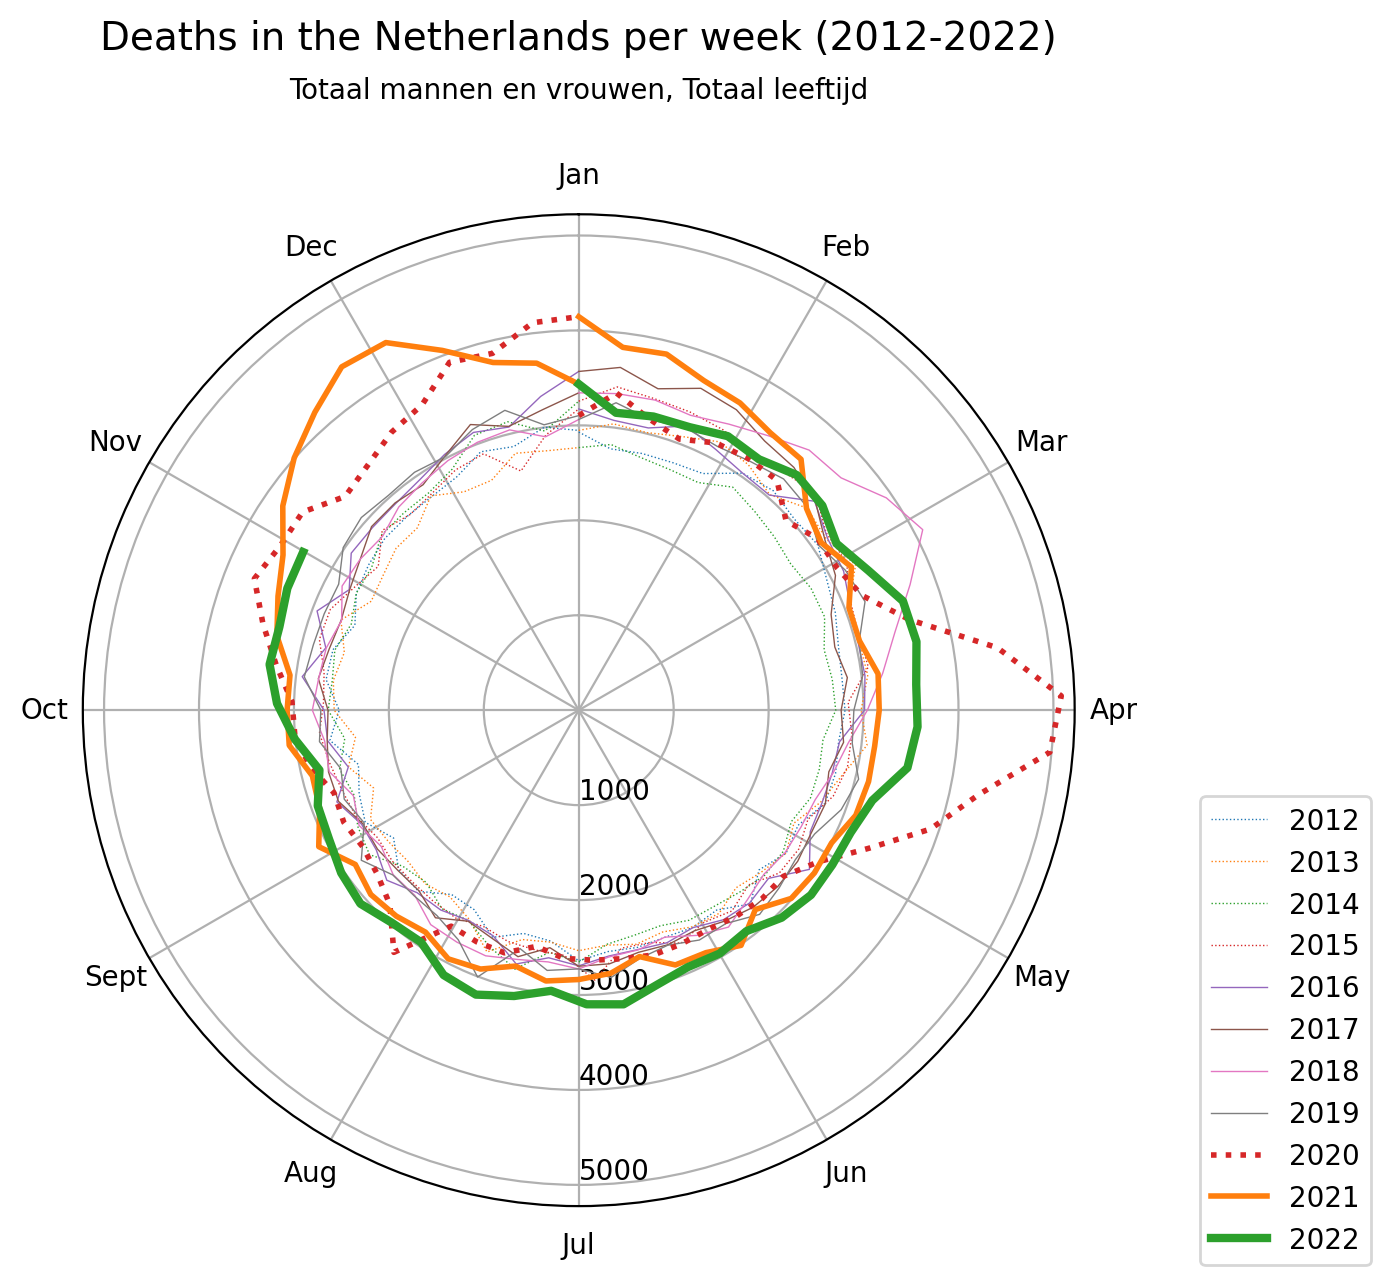 Deaths in the Netherlands per week (2012-2022)
Totaal mannen en vrouwen, Totaal leeftijd
Jan
Dec
Feb
Nov
Mar
Oct
Apr
1000
2000
3000
4000
5000
Sept
May
Aug
Jun
Jul
2012
2013
2014
2015
2016
2017
2018
2019
2020
2021
2022